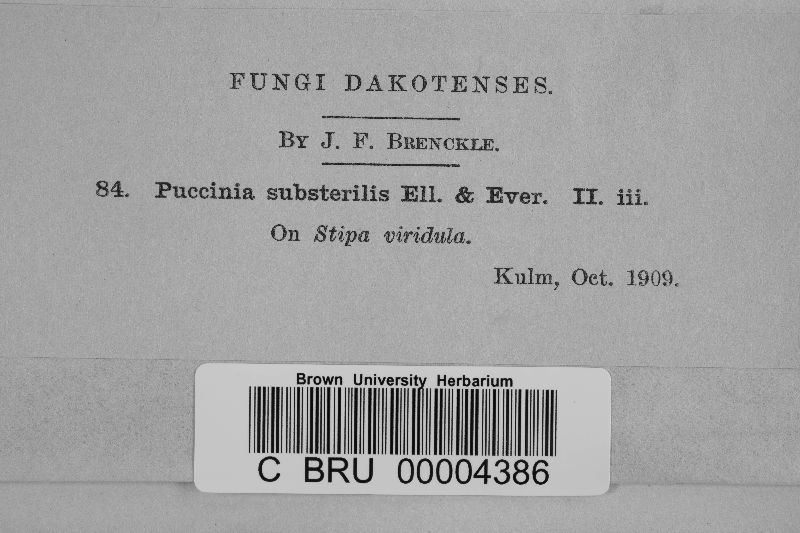 FUNGI DAKOTENSES.
BY J. F. BRENCKLE.
84. Puccinia substerilis Ell. & Ever. II. iii.
On Stipa viridula.
Kulm, Oct. 1909.
Brown University Herbarium
C BRU 00004386